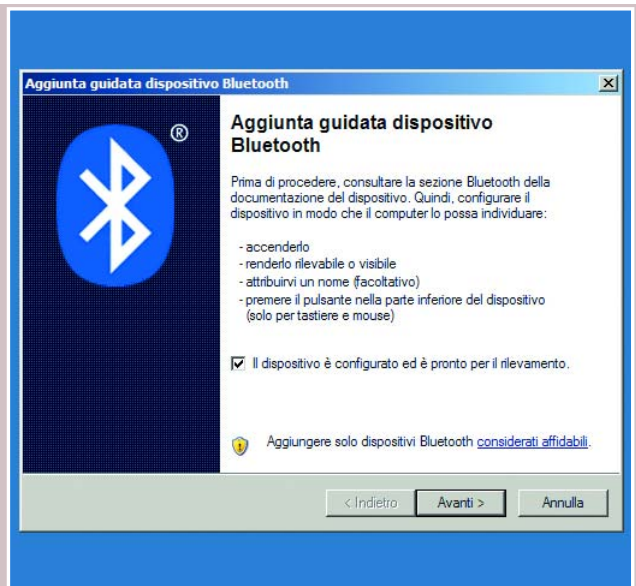 Aggiunta guidata dispositivo Bluetooth
®
Aggiunta guidata dispositivo
Bluetooth
Prima di procedere, consultare la sezione Bluetooth della
documentazione del dispositivo. Quindi, configurare il
dispositivo in modo che il computer lo possa individuare:
- accenderlo
- renderlo rilevabile o visibile
- attribuirvi un nome (facoltativo)
- premere il pulsante nella parte inferiore del dispositivo
(solo per tastiere e mouse)
Il dispositivo è configurato ed è pronto per il rilevamento.
Aggiungere solo dispositivi Bluetooth considerati affidabili.
< Indietro Avanti > Annulla